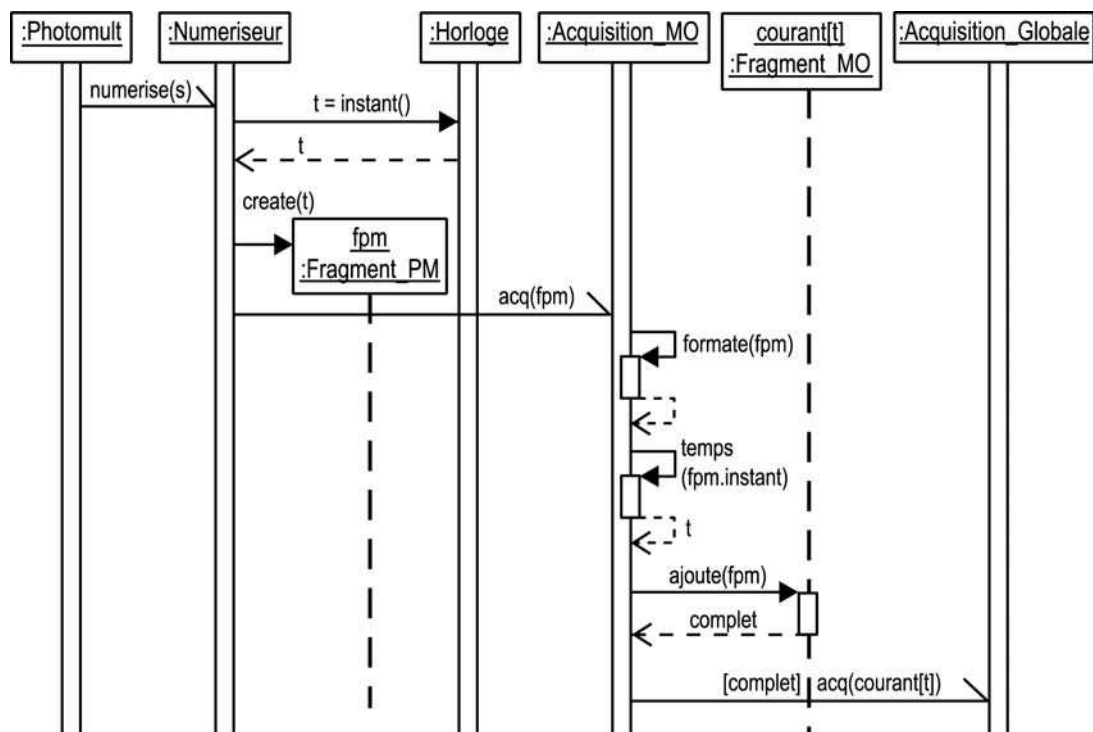 :Photomult
:Numeriseur
:Horloge
:Acquisition_MO
courant[t]
:Fragment_MO
:Acquisition_Globale
numerise(s)
t = instant()
t
create(t)
fpm
:Fragment_PM
acq(fpm)
formate(fpm)
temps
(fpm.instant)
t
ajoute(fpm)
complet
[complet] acq(courant[t])